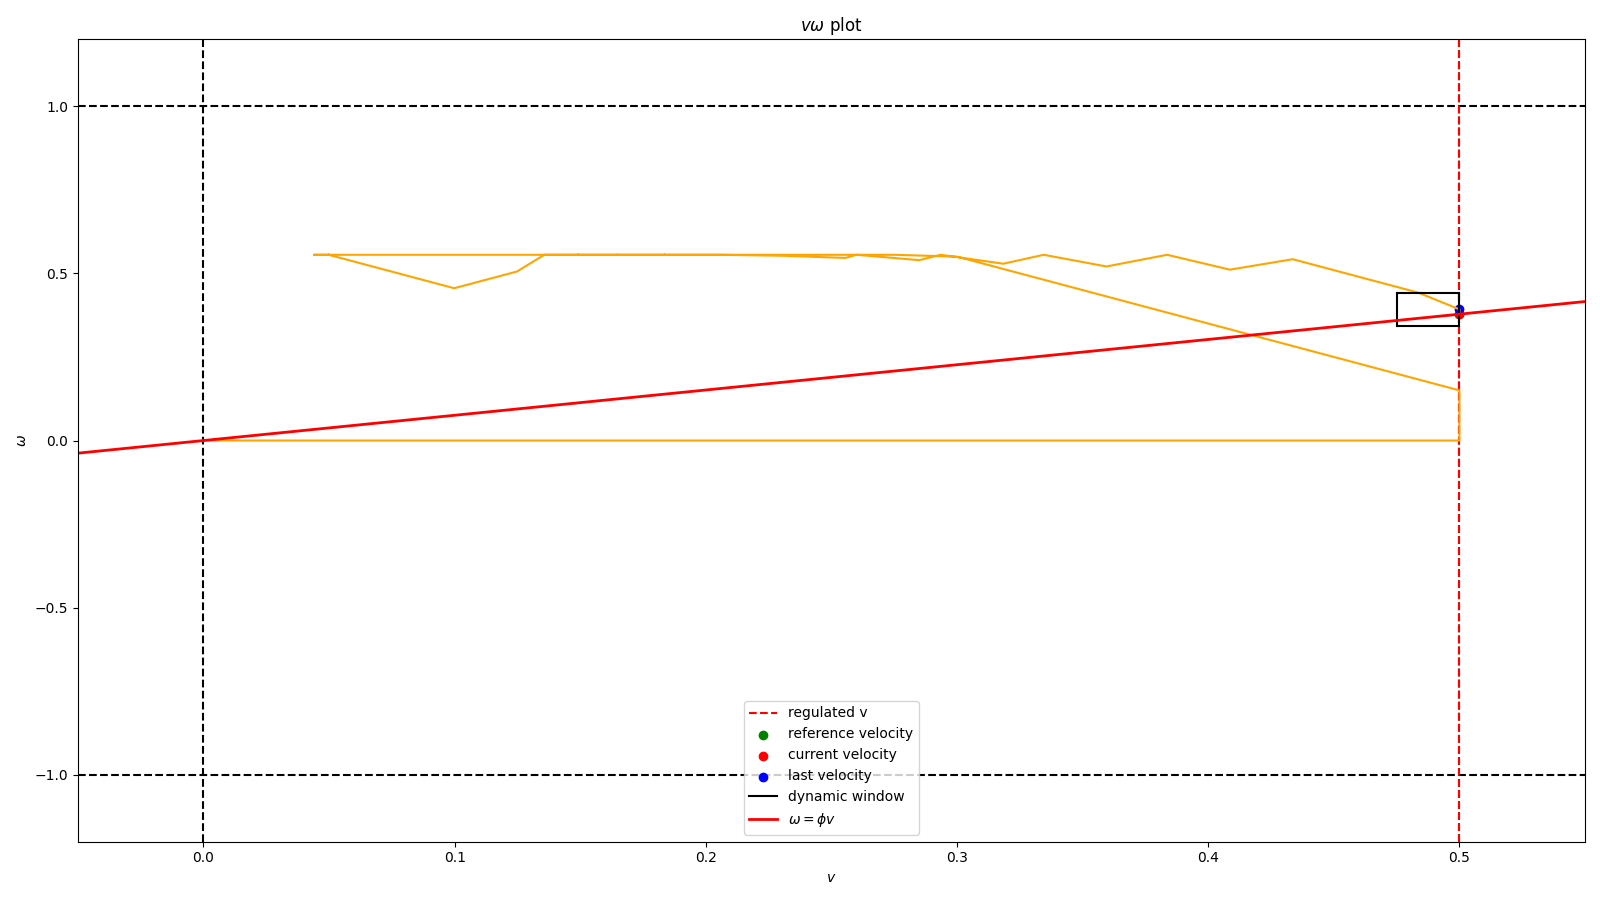 vω plot
1.0
0.5
0.0
−0.5
−1.0
ω
0.0 0.1 0.2 0.3 0.4 0.5
v
regulated v
reference velocity
current velocity
last velocity
dynamic window
ω = ϕv